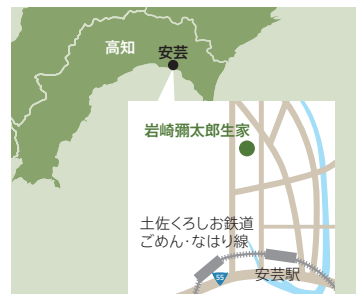 高知
安芸
岩崎彌太郎生家
土佐くろしお鉄道
ごめん・なはり線
55
安芸駅